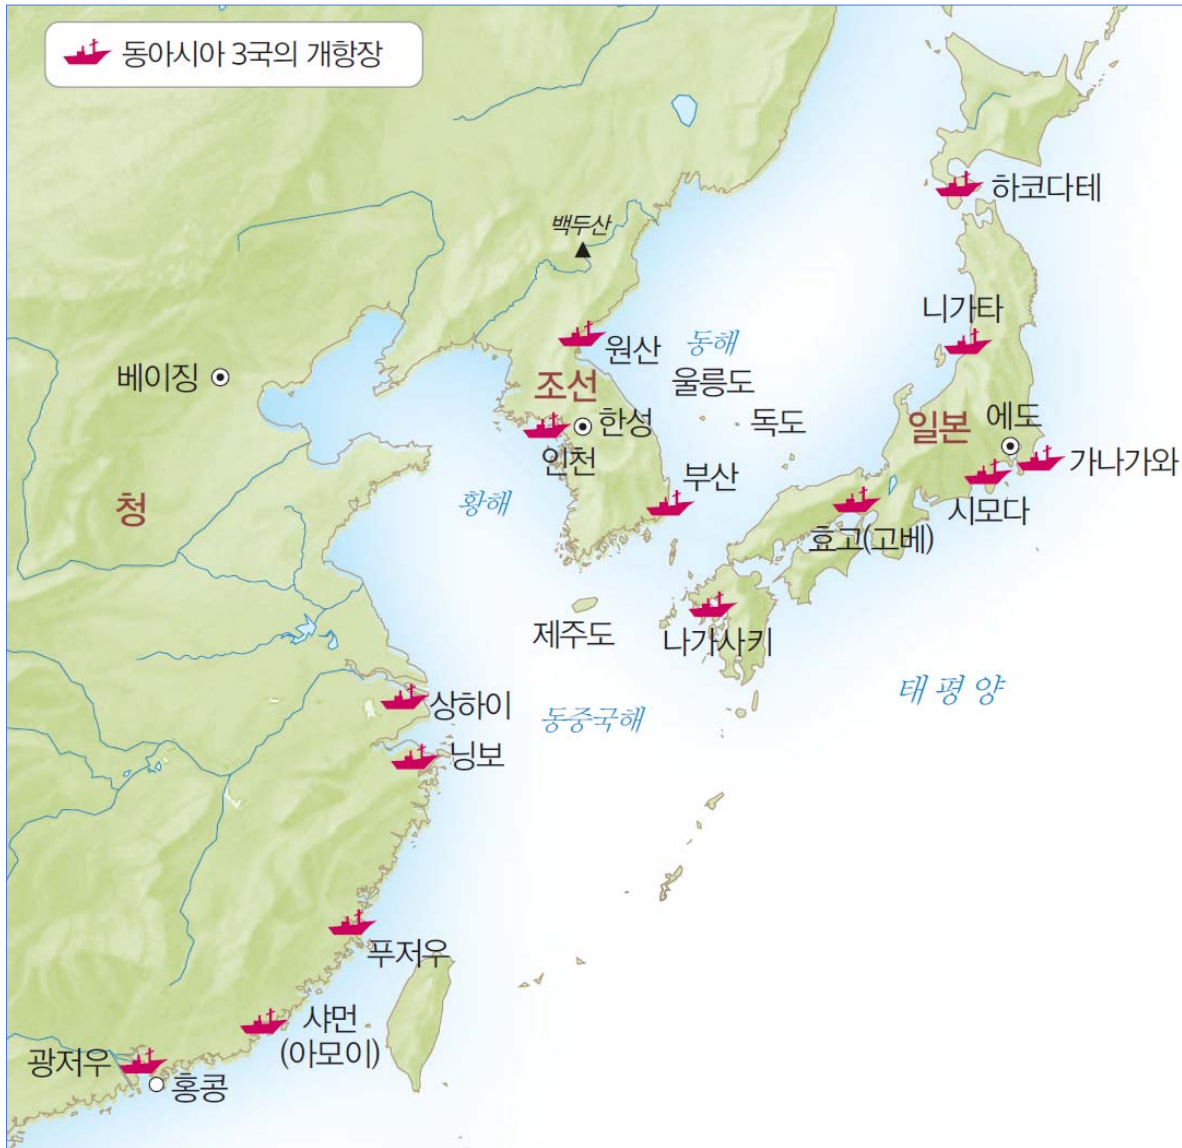 동아시아 3국의 개항장
하코다테
백두산
니가타
원산
동해
베이징
조선
울릉도
한성
독도
일본
에도
인천
가나가와
부산
청
황해
시모다
효고(고베)
제주도
나가사키
태평양
상하이
동중국해
닝보
푸저우
샤먼
(아모이)
광저우
홍콩